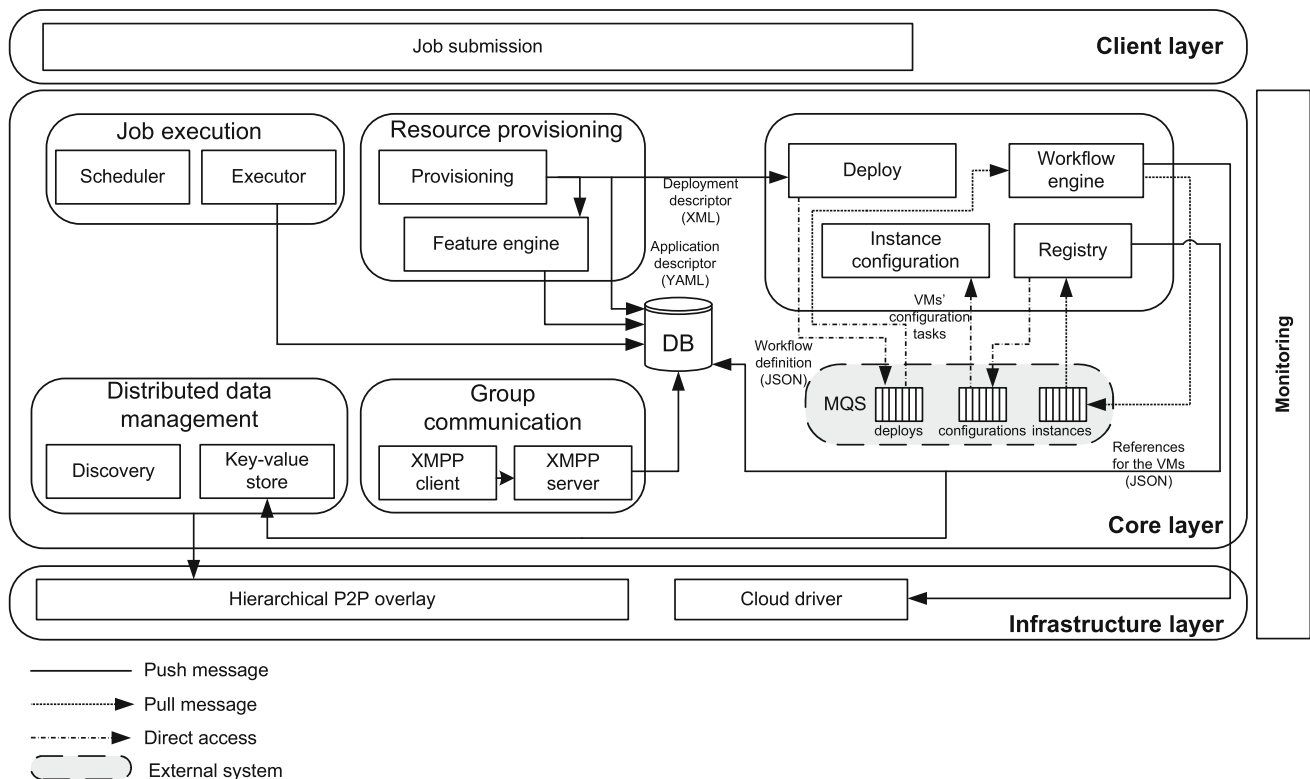 Job submission
Client layer
Job execution
Scheduler
Executor
Resource provisioning
Provisioning
Feature engine
Deployment
descriptor
(XML)
Application
descriptor
(YAML)
Deploy
Workflow
engine
Instance
configuration
Registry
VMs'
configuration
tasks
DB
Workflow
definition
(JSON)
MQS
deploys
configurations
instances
References
for the VMs
(JSON)
Distributed data
management
Discovery
Key-value
store
Group
communication
XMPP
client
XMPP
server
Core layer
Monitoring
Hierarchical P2P overlay
Cloud driver
Infrastructure layer
Push message
Pull message
Direct access
External system